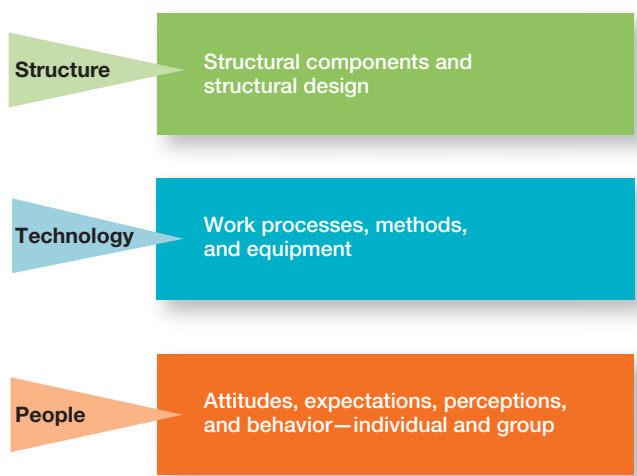 Structure
Structural components and
structural design
Technology
Work processes, methods,
and equipment
People
Attitudes, expectations, perceptions,
and behavior—individual and group